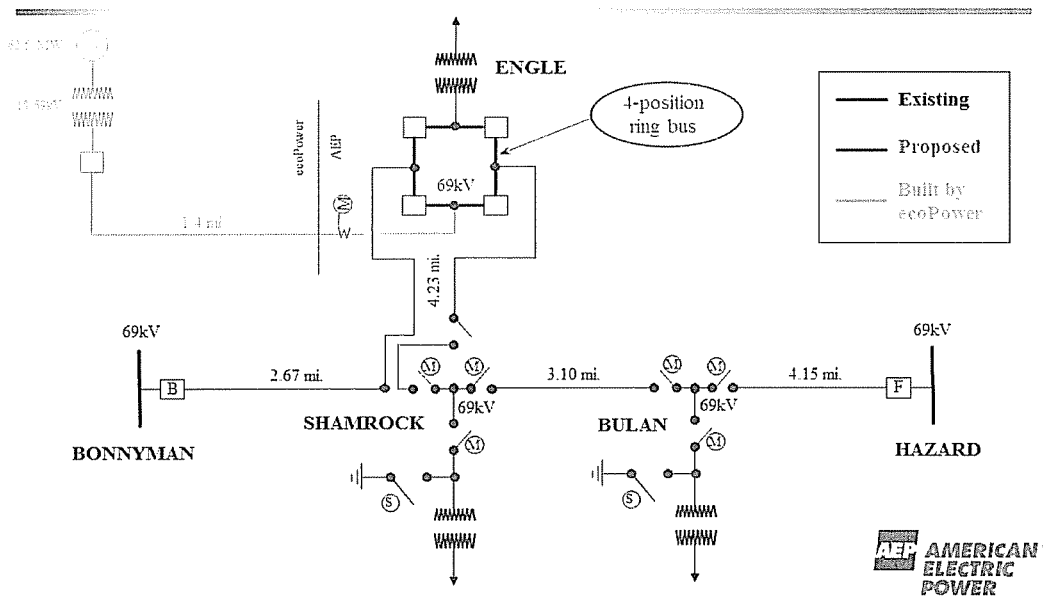 ENGLE
4-position
ring bus
Existing
Proposed
Built by
ecoPower
ecoPower
AEP
69kV
M
1.4 mi
4.23 mi.
69kV
B
2.67 mi.
M
M
69kV
3.10 mi.
M
M
69kV
4.15 mi.
F
69kV
BONNYMAN
SHAMROCK
BULAN
HAZARD
M
M
S
S
AEP
AMERICAN
ELECTRIC
POWER